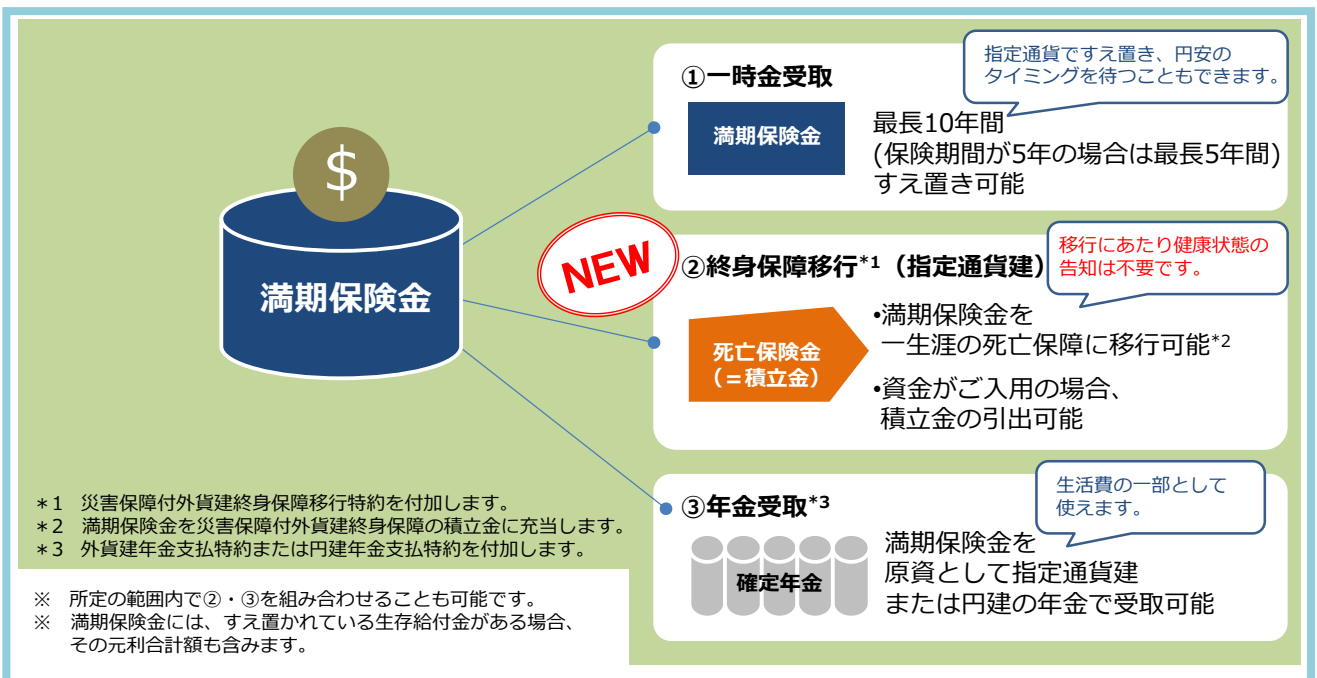 $
満期保険金
①一時金受取
指定通貨ですえ置き、円安の
タイミングを待つこともできます。
満期保険金
最長10年間
(保険期間が5年の場合は最長5年間)
すえ置き可能
NEW
②終身保障移行*1（指定通貨建）
移行にあたり健康状態の
告知は不要です。
死亡保険金
（＝積立金）
•満期保険金を
一生涯の死亡保障に移行可能*2
•資金がご入用の場合、
積立金の引出可能
③年金受取*3
生活費の一部として
使えます。
確定年金
満期保険金を
原資として指定通貨建
または円建の年金で受取可能
＊1　災害保障付外貨建終身保障移行特約を付加します。
＊2　満期保険金を災害保障付外貨建終身保障の積立金に充当します。
＊3　外貨建年金支払特約または円建年金支払特約を付加します。
※　所定の範囲内で②・③を組み合わせることも可能です。
※　満期保険金には、すえ置かれている生存給付金がある場合、
その元利合計額も含みます。